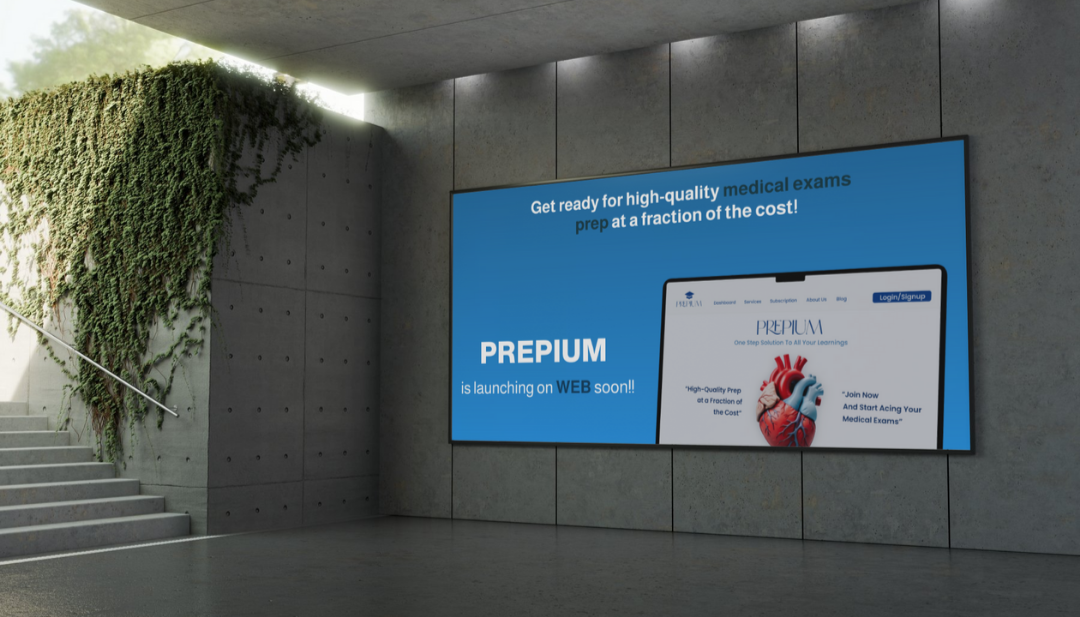 Get ready for high-quality medical exams
prep at a fraction of the cost!
PREPIUM
is launching on WEB soon!!
PREPIUM
Dashboard Services Subscription About Us Blog
Login/Signup
PREPIUM
One Step Solution To All Your Learnings
"High-Quality Prep
at a Fraction of
the Cost"
"Join Now
And Start Acing Your
Medical Exams"